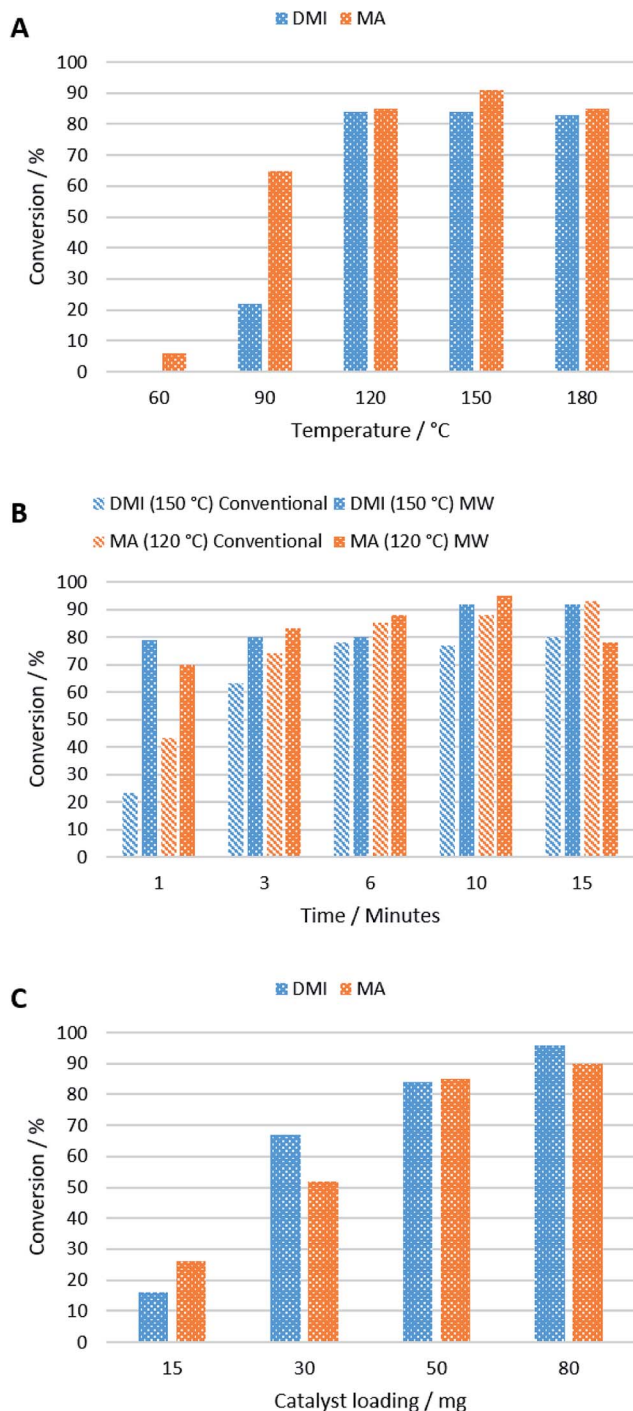 A
DMI MA
100
90
80
70
60
50
40
30
20
10
0
Conversion / %
60 90 120 150 180
Temperature / °C
B
DMI (150 °C) Conventional DMI (150 °C) MW
MA (120 °C) Conventional MA (120 °C) MW
100
90
80
70
60
50
40
30
20
10
0
Conversion / %
1 3 6 10 15
Time / Minutes
C
DMI MA
100
90
80
70
60
50
40
30
20
10
0
Conversion / %
15 30 50 80
Catalyst loading / mg